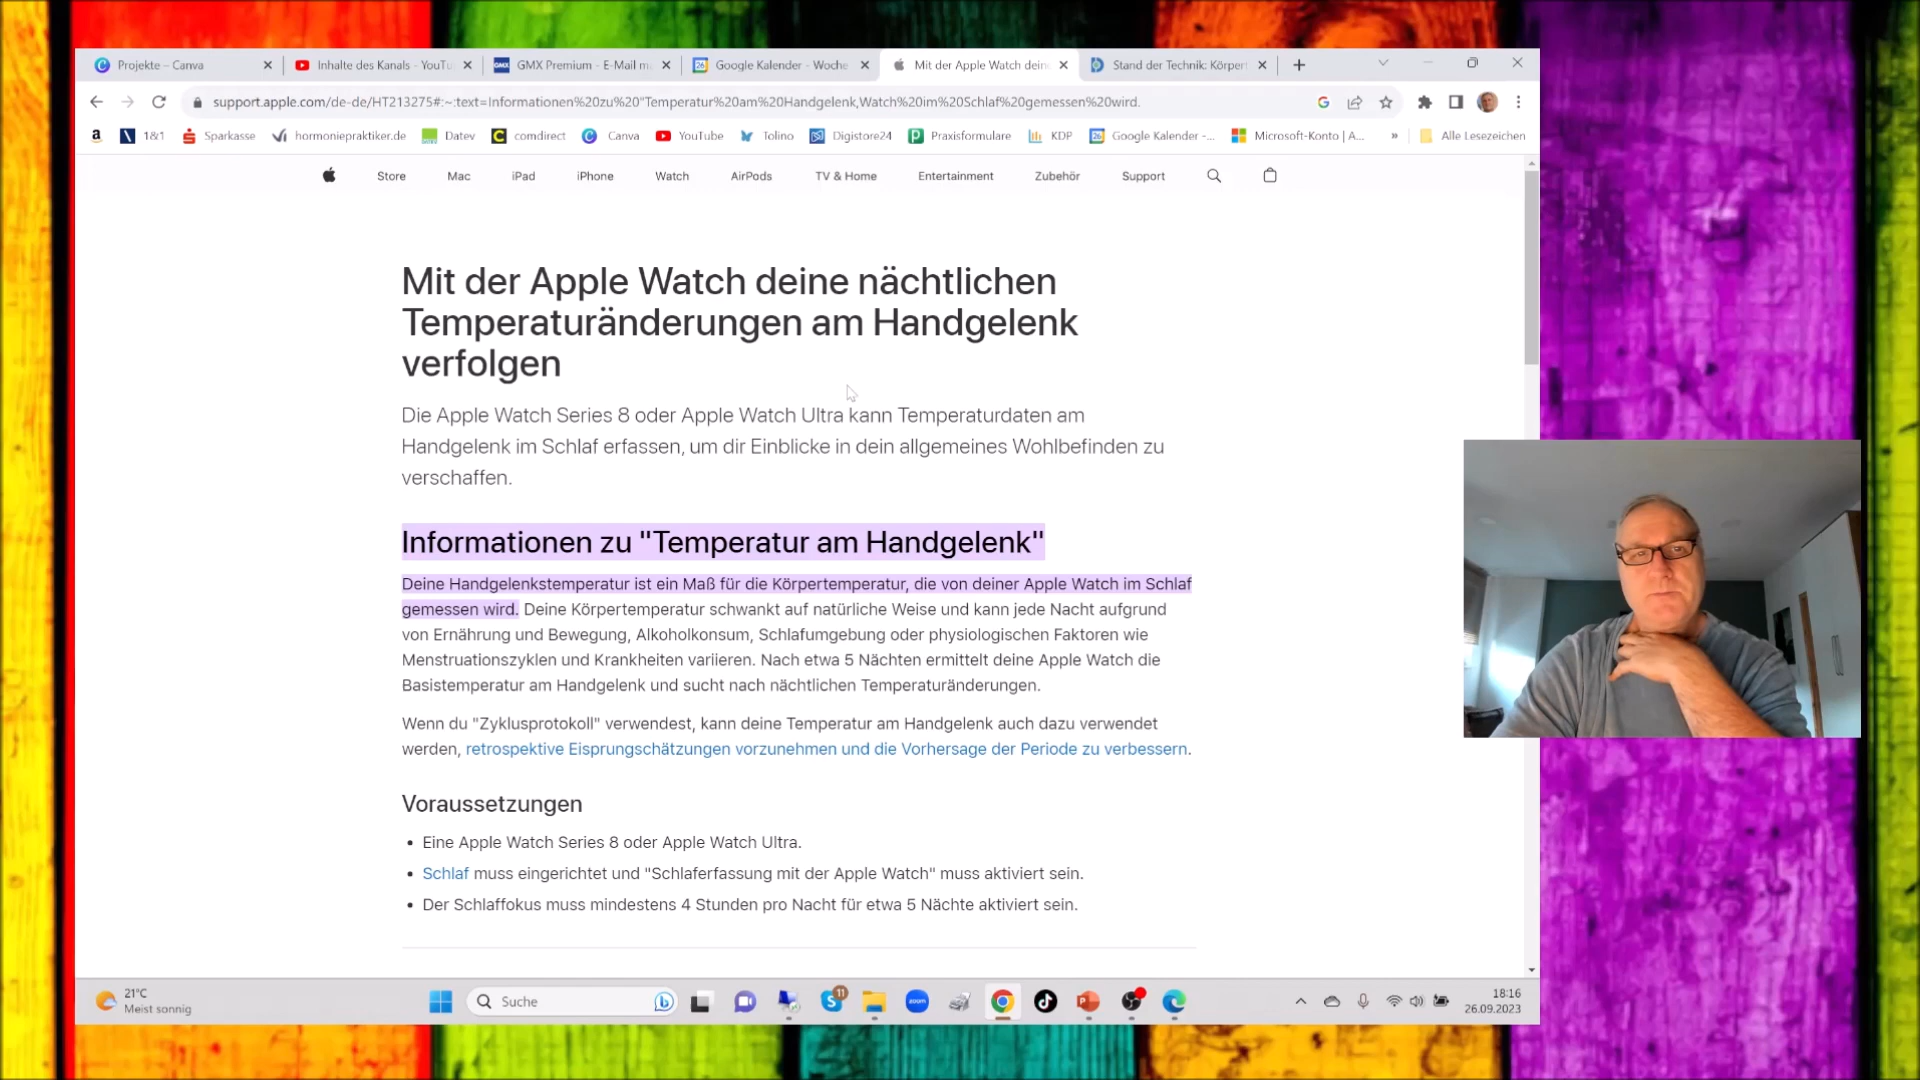 Projekte – Canva
Inhalte des Kanals - YouTu
GMX Premium - E-Mail m
Google Kalender - Woche
Mit der Apple Watch dein
Stand der Technik: Körper
support.apple.com/de-de/HT213275#:~:text=Informationen%20zu%20"Temperatur%20am%20Handgelenk,Watch%20im%20Schlaf%20gemessen%20wird.
1&1
Sparkasse
hormoniepraktiker.de
Datev
comdirect
Canva
YouTube
Tolino
Digistore24
Praxisformulare
KDP
Google Kalender -...
Microsoft-Konto | A...
»
Alle Lesezeichen
Store
Mac
iPad
iPhone
Watch
AirPods
TV & Home
Entertainment
Zubehör
Support
Mit der Apple Watch deine nächtlichen
Temperaturänderungen am Handgelenk
verfolgen
Die Apple Watch Series 8 oder Apple Watch Ultra kann Temperaturdaten am
Handgelenk im Schlaf erfassen, um dir Einblicke in dein allgemeines Wohlbefinden zu
verschaffen.
Informationen zu "Temperatur am Handgelenk"
Deine Handgelenkstemperatur ist ein Maß für die Körpertemperatur, die von deiner Apple Watch im Schlaf
gemessen wird. Deine Körpertemperatur schwankt auf natürliche Weise und kann jede Nacht aufgrund
von Ernährung und Bewegung, Alkoholkonsum, Schlafumgebung oder physiologischen Faktoren wie
Menstruationszyklen und Krankheiten variieren. Nach etwa 5 Nächten ermittelt deine Apple Watch die
Basistemperatur am Handgelenk und sucht nach nächtlichen Temperaturänderungen.
Wenn du "Zyklusprotokoll" verwendest, kann deine Temperatur am Handgelenk auch dazu verwendet
werden, retrospektive Eisprungschätzungen vorzunehmen und die Vorhersage der Periode zu verbessern.
Voraussetzungen
• Eine Apple Watch Series 8 oder Apple Watch Ultra.
• Schlaf muss eingerichtet und "Schlaferfassung mit der Apple Watch" muss aktiviert sein.
• Der Schlaffokus muss mindestens 4 Stunden pro Nacht für etwa 5 Nächte aktiviert sein.
21°C
Meist sonnig
Suche
11
zoom
18:16
26.09.2023